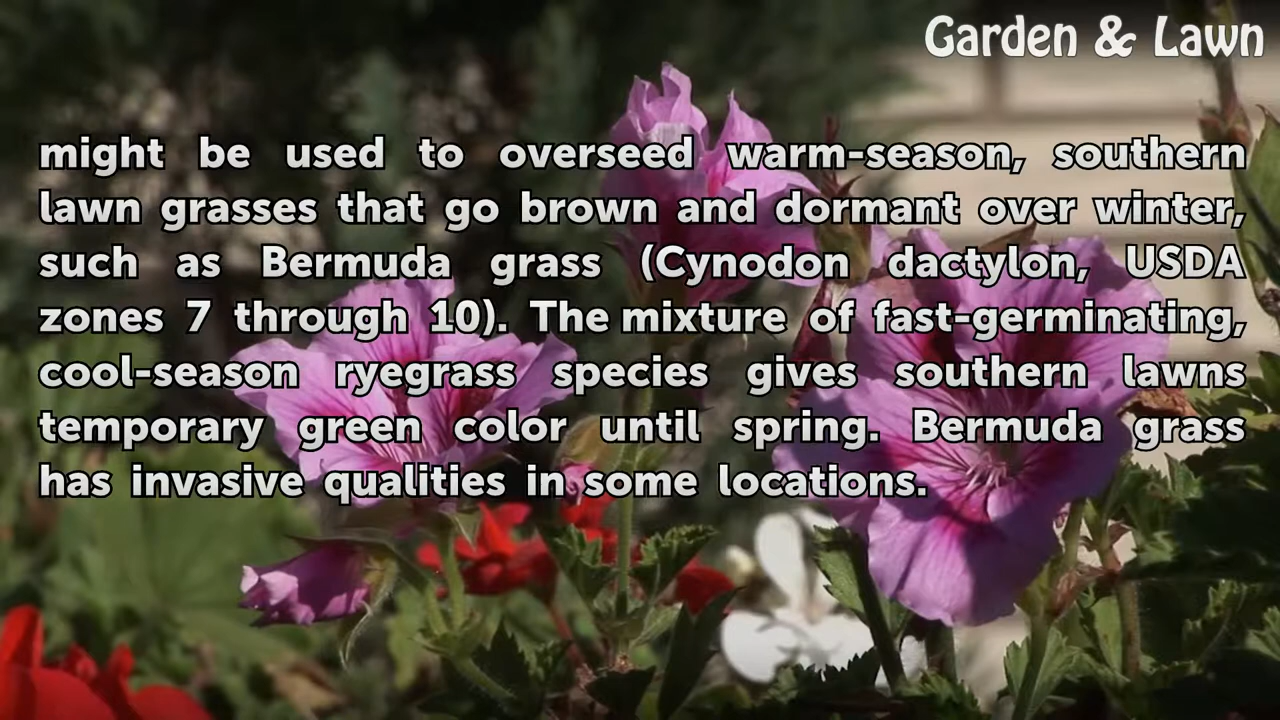 Garden & Lawn
might be used to overseed warm-season, southern
lawn grasses that go brown and dormant over winter,
such as Bermuda grass (Cynodon dactylon, USDA
zones 7 through 10). The mixture of fast-germinating,
cool-season ryegrass species gives southern lawns
temporary green color until spring. Bermuda grass
has invasive qualities in some locations.